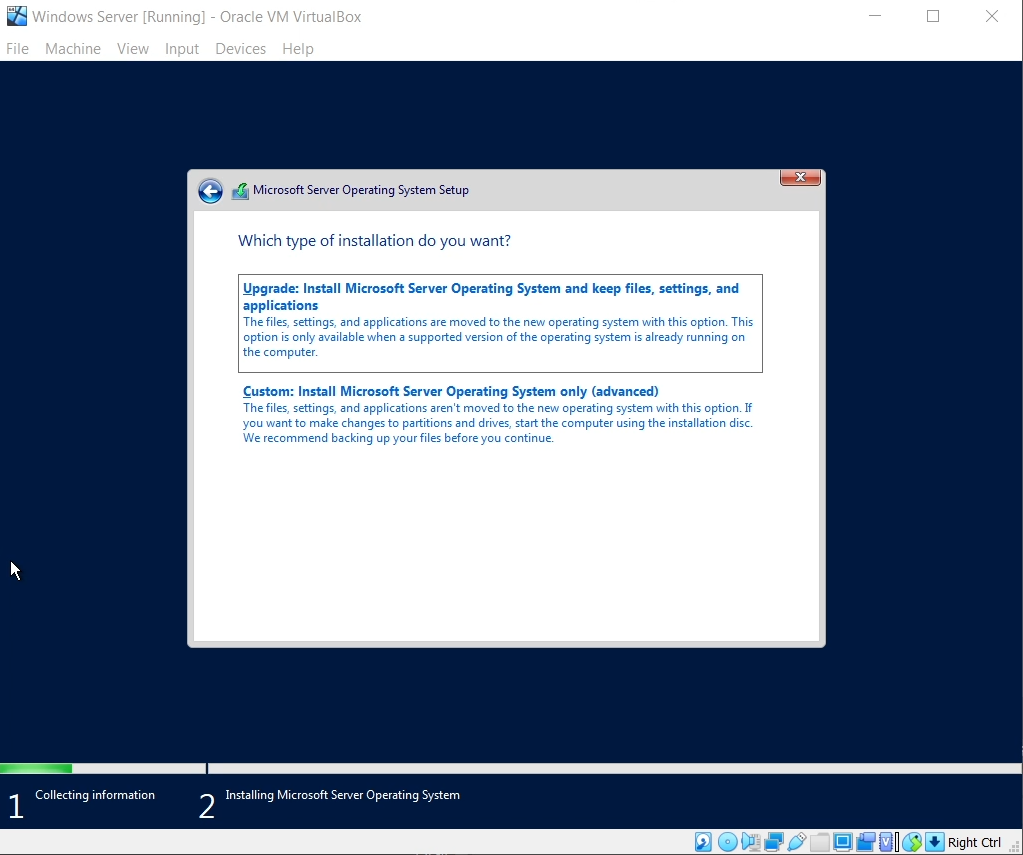 Windows Server [Running] - Oracle VM VirtualBox
File Machine View Input Devices Help
Microsoft Server Operating System Setup
Which type of installation do you want?
Upgrade: Install Microsoft Server Operating System and keep files, settings, and
applications
The files, settings, and applications are moved to the new operating system with this option. This
option is only available when a supported version of the operating system is already running on
the computer.
Custom: Install Microsoft Server Operating System only (advanced)
The files, settings, and applications aren't moved to the new operating system with this option. If
you want to make changes to partitions and drives, start the computer using the installation disc.
We recommend backing up your files before you continue.
1 Collecting information
2 Installing Microsoft Server Operating System
Right Ctrl